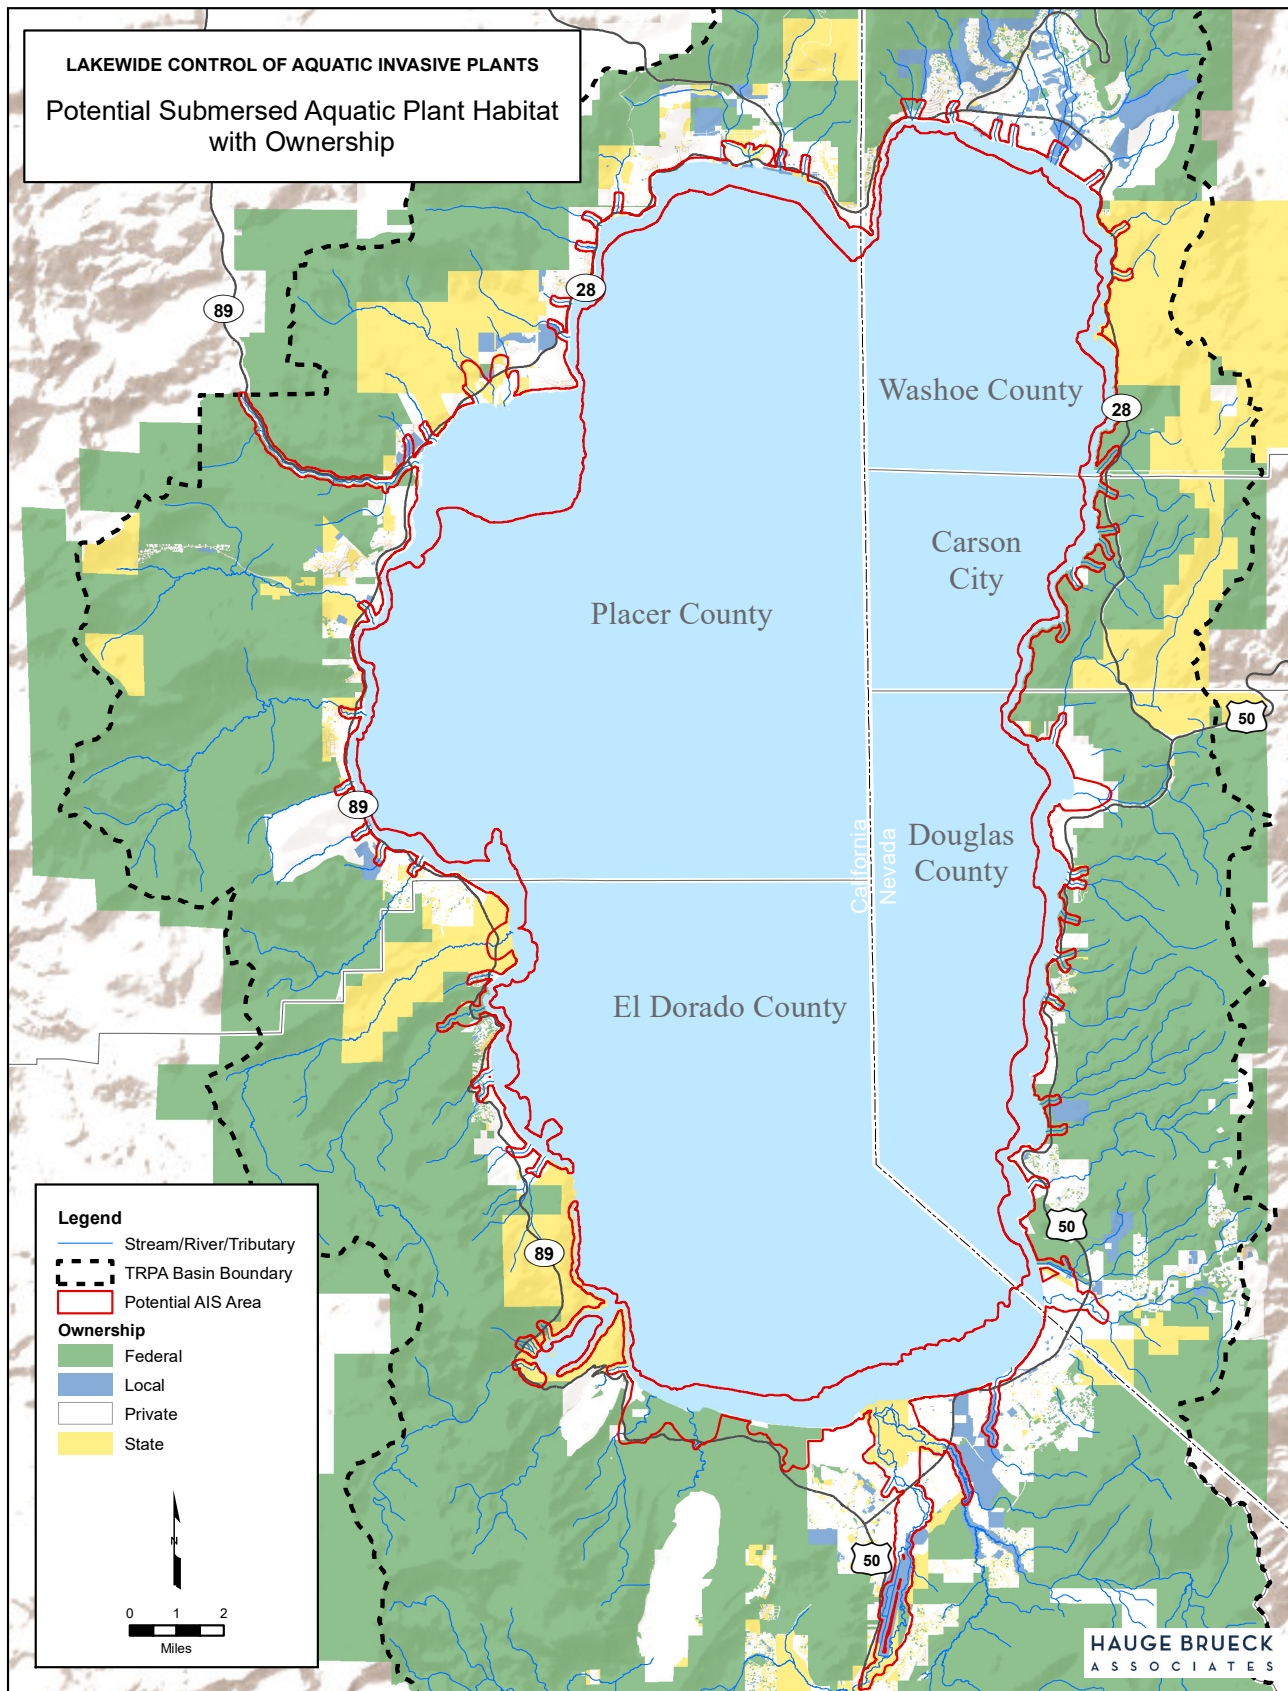 LAKEWIDE CONTROL OF AQUATIC INVASIVE PLANTS
Potential Submersed Aquatic Plant Habitat
with Ownership
89
28
Washoe County
28
Carson
City
Placer County
50
89
Douglas
County
California
Nevada
El Dorado County
50
89
50
Legend
Stream/River/Tributary
TRPA Basin Boundary
Potential AIS Area
Ownership
Federal
Local
Private
State
N
0 1 2
Miles
HAUGE BRUECK
ASSOCIATES